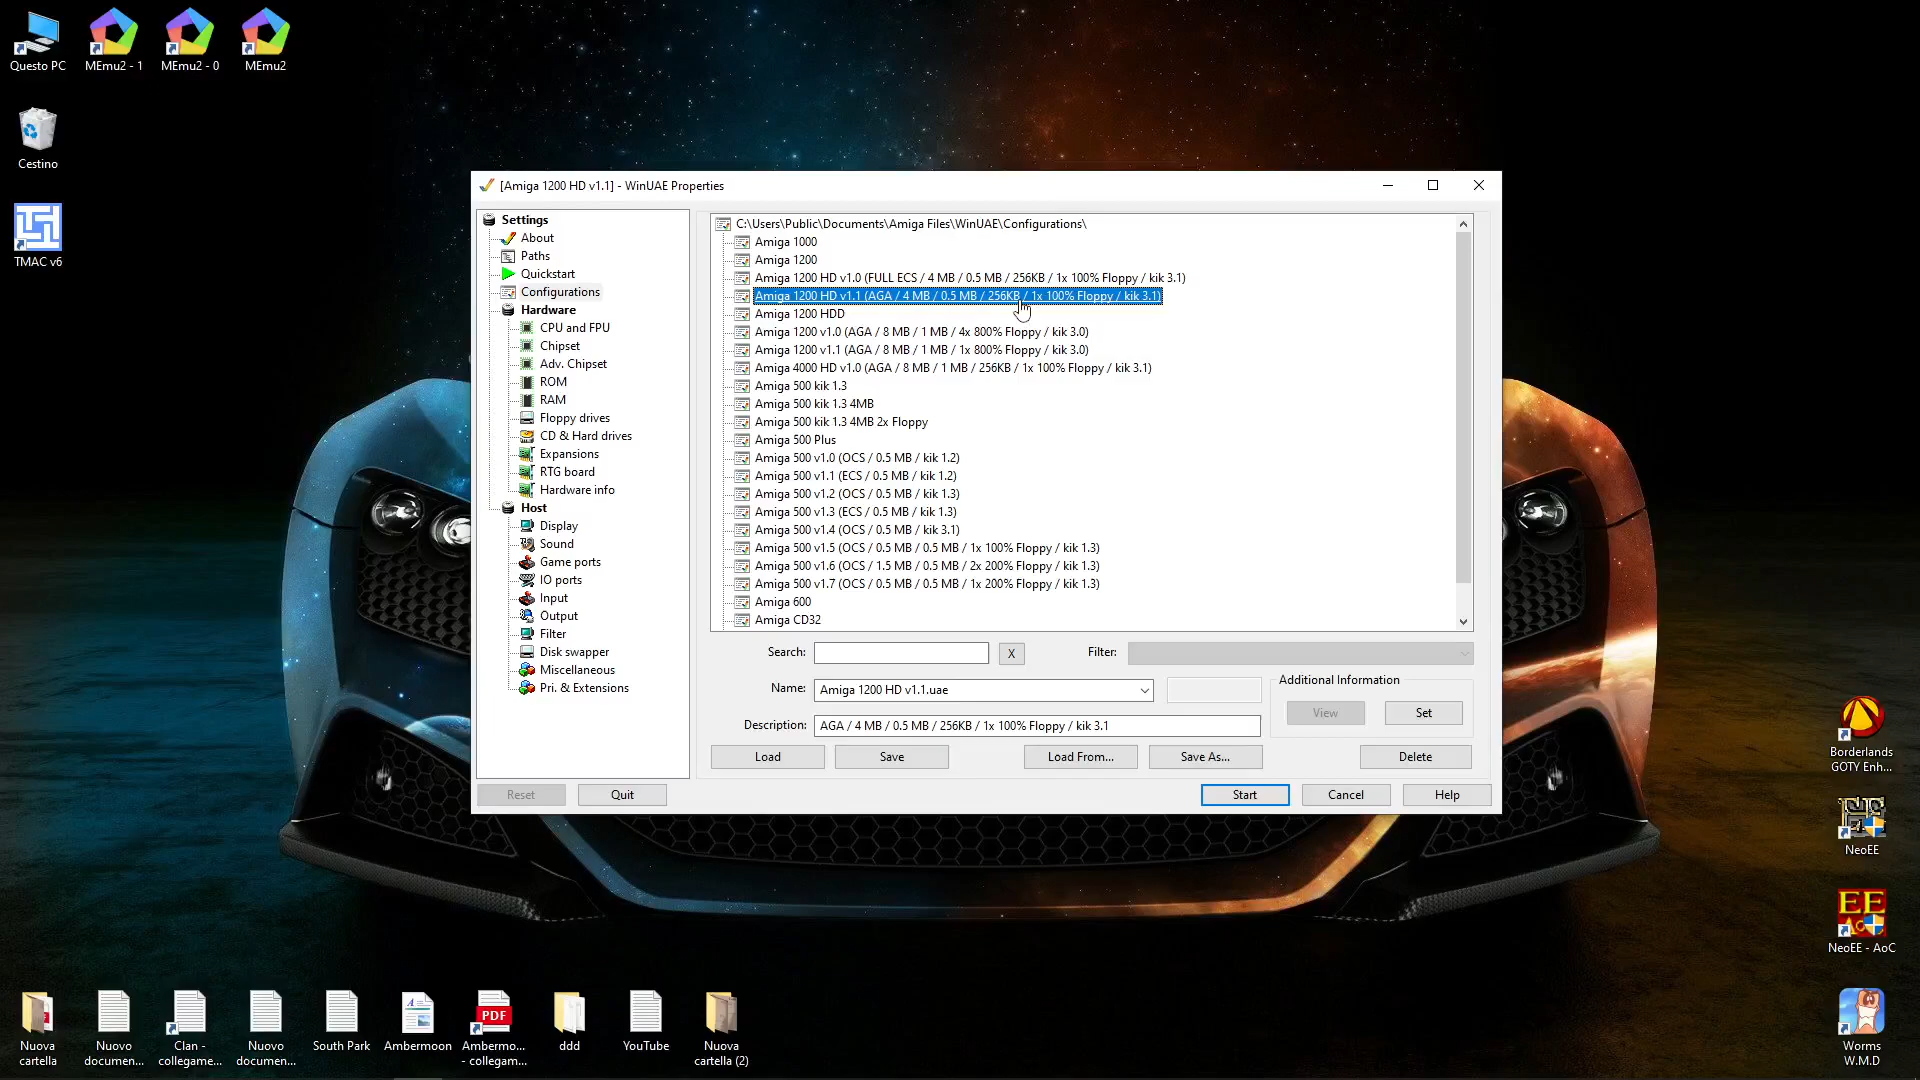 Questo PC
MEmu2 - 1
MEmu2 - 0
MEmu2
Cestino
TMAC v6
[Amiga 1200 HD v1.1] - WinUAE Properties
Settings
About
Paths
Quickstart
Configurations
Hardware
CPU and FPU
Chipset
Adv. Chipset
ROM
RAM
Floppy drives
CD & Hard drives
Expansions
RTG board
Hardware info
Host
Display
Sound
Game ports
IO ports
Input
Output
Filter
Disk swapper
Miscellaneous
Pri. & Extensions
C:\Users\Public\Documents\Amiga Files\WinUAE\Configurations\
Amiga 1000
Amiga 1200
Amiga 1200 HD v1.0 (FULL ECS / 4 MB / 0.5 MB / 256KB / 1x 100% Floppy / kik 3.1)
Amiga 1200 HD v1.1 (AGA / 4 MB / 0.5 MB / 256KB / 1x 100% Floppy / kik 3.1)
Amiga 1200 HDD
Amiga 1200 v1.0 (AGA / 8 MB / 1 MB / 4x 800% Floppy / kik 3.0)
Amiga 1200 v1.1 (AGA / 8 MB / 1 MB / 1x 800% Floppy / kik 3.0)
Amiga 4000 HD v1.0 (AGA / 8 MB / 1 MB / 256KB / 1x 100% Floppy / kik 3.1)
Amiga 500 kik 1.3
Amiga 500 kik 1.3 4MB
Amiga 500 kik 1.3 4MB 2x Floppy
Amiga 500 Plus
Amiga 500 v1.0 (OCS / 0.5 MB / kik 1.2)
Amiga 500 v1.1 (ECS / 0.5 MB / kik 1.2)
Amiga 500 v1.2 (OCS / 0.5 MB / kik 1.3)
Amiga 500 v1.3 (ECS / 0.5 MB / kik 1.3)
Amiga 500 v1.4 (OCS / 0.5 MB / kik 3.1)
Amiga 500 v1.5 (OCS / 0.5 MB / 0.5 MB / 1x 100% Floppy / kik 1.3)
Amiga 500 v1.6 (OCS / 1.5 MB / 0.5 MB / 2x 200% Floppy / kik 1.3)
Amiga 500 v1.7 (OCS / 0.5 MB / 0.5 MB / 1x 200% Floppy / kik 1.3)
Amiga 600
Amiga CD32
Search:
X
Filter:
Name:
Amiga 1200 HD v1.1.uae
Additional Information
View
Set
Description:
AGA / 4 MB / 0.5 MB / 256KB / 1x 100% Floppy / kik 3.1
Load
Save
Load From...
Save As...
Delete
Reset
Quit
Start
Cancel
Help
Borderlands
GOTY Enh...
NeoEE
EE
AoC
NeoEE - AoC
Worms
W.M.D
Nuova
cartella
Nuovo
documen...
Clan -
collegame...
Nuovo
documen...
South Park
Ambermoon
PDF
Ambermo...
- collegam...
ddd
YouTube
Nuova
cartella (2)